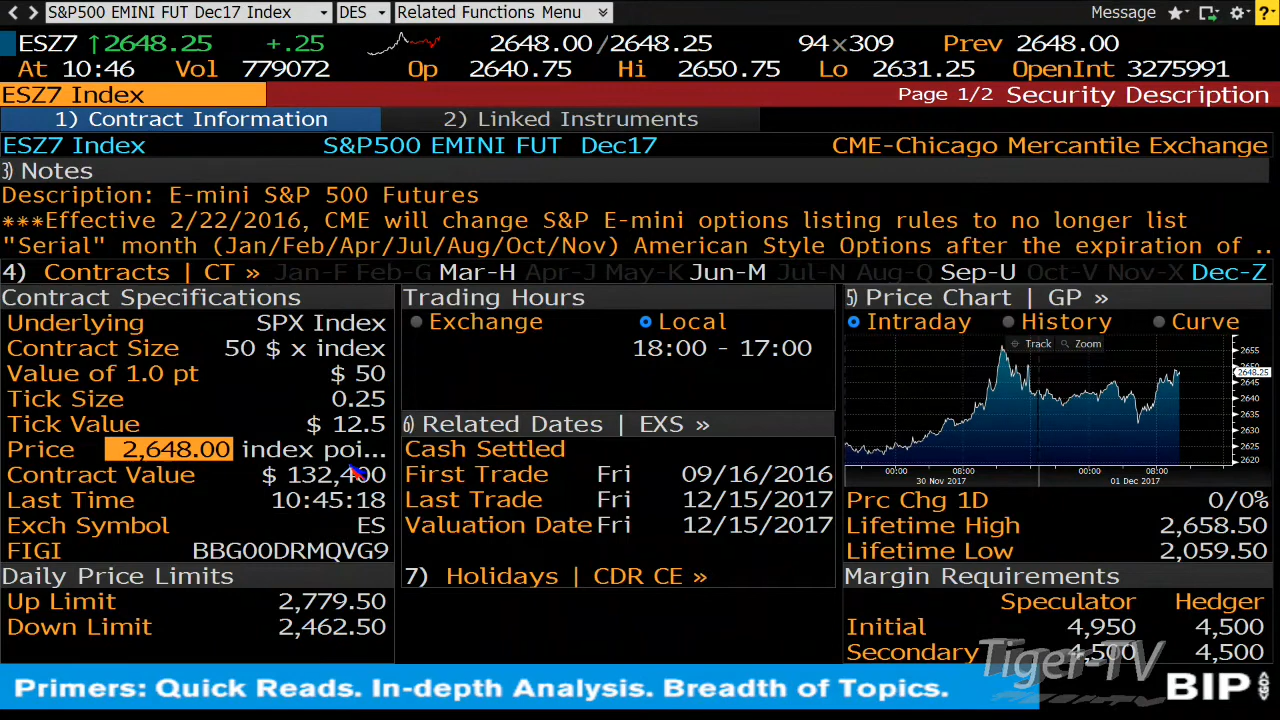 S&P500 EMINI FUT Dec17 Index DES Related Functions Menu Message ?
ESZ7 ↑2648.25 +.25 2648.00/2648.25 94x309 Prev 2648.00
At 10:46 Vol 779072 Op 2640.75 Hi 2650.75 Lo 2631.25 OpenInt 3275991
ESZ7 Index Page 1/2 Security Description
1) Contract Information 2) Linked Instruments
ESZ7 Index S&P500 EMINI FUT Dec17 CME-Chicago Mercantile Exchange
3) Notes
Description: E-mini S&P 500 Futures
***Effective 2/22/2016, CME will change S&P E-mini options listing rules to no longer list
"Serial" month (Jan/Feb/Apr/Jul/Aug/Oct/Nov) American Style Options after the expiration of ..
4) Contracts | CT » Jan-F Feb-G Mar-H Apr-J May-K Jun-M Jul-N Aug-Q Sep-U Oct-V Nov-X Dec-Z
Contract Specifications
Underlying SPX Index
Contract Size 50 $ x index
Value of 1.0 pt $ 50
Tick Size 0.25
Tick Value $ 12.5
Price 2,648.00 index poi...
Contract Value $ 132,400
Last Time 10:45:18
Exch Symbol ES
FIGI BBG00DRMQVG9
Daily Price Limits
Up Limit 2,779.50
Down Limit 2,462.50
Trading Hours
Exchange Local
18:00 - 17:00
6) Related Dates | EXS »
Cash Settled
First Trade Fri 09/16/2016
Last Trade Fri 12/15/2017
Valuation Date Fri 12/15/2017
7) Holidays | CDR CE »
5) Price Chart | GP »
Intraday History Curve
Track Zoom
2655
2650
2648.25
2645
2640
2635
2630
2625
2620
00:00 08:00 00:00 08:00
30 Nov 2017 01 Dec 2017
Prc Chg 1D 0/0%
Lifetime High 2,658.50
Lifetime Low 2,059.50
Margin Requirements
Speculator Hedger
Initial 4,950 4,500
Secondary 4,500 4,500
Tiger-TV
Primers: Quick Reads. In-depth Analysis. Breadth of Topics. BIP GO